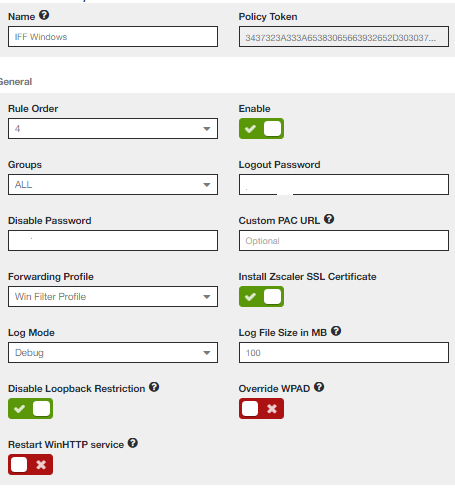 Name ? Policy Token
IFF Windows 3437323A333A65383065663932652D303037...
General
Rule Order Enable
4
Groups Logout Password
ALL
Disable Password Custom PAC URL ?
Optional
Forwarding Profile Install Zscaler SSL Certificate
Win Filter Profile
Log Mode Log File Size in MB ?
Debug 100
Disable Loopback Restriction ? Override WPAD ?
Restart WinHTTP service ?